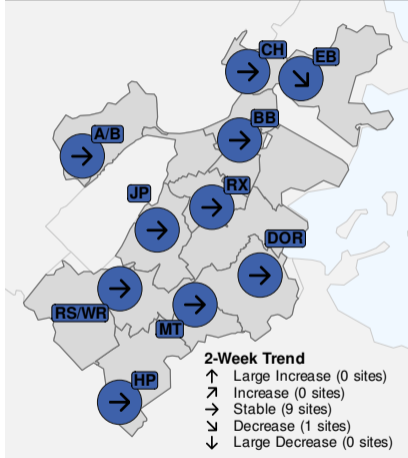 CH
EB
BB
A/B
JP
RX
DOR
RS/WR
MT
HP
2-Week Trend
↑ Large Increase (0 sites)
↗ Increase (0 sites)
→ Stable (9 sites)
↘ Decrease (1 sites)
↓ Large Decrease (0 sites)